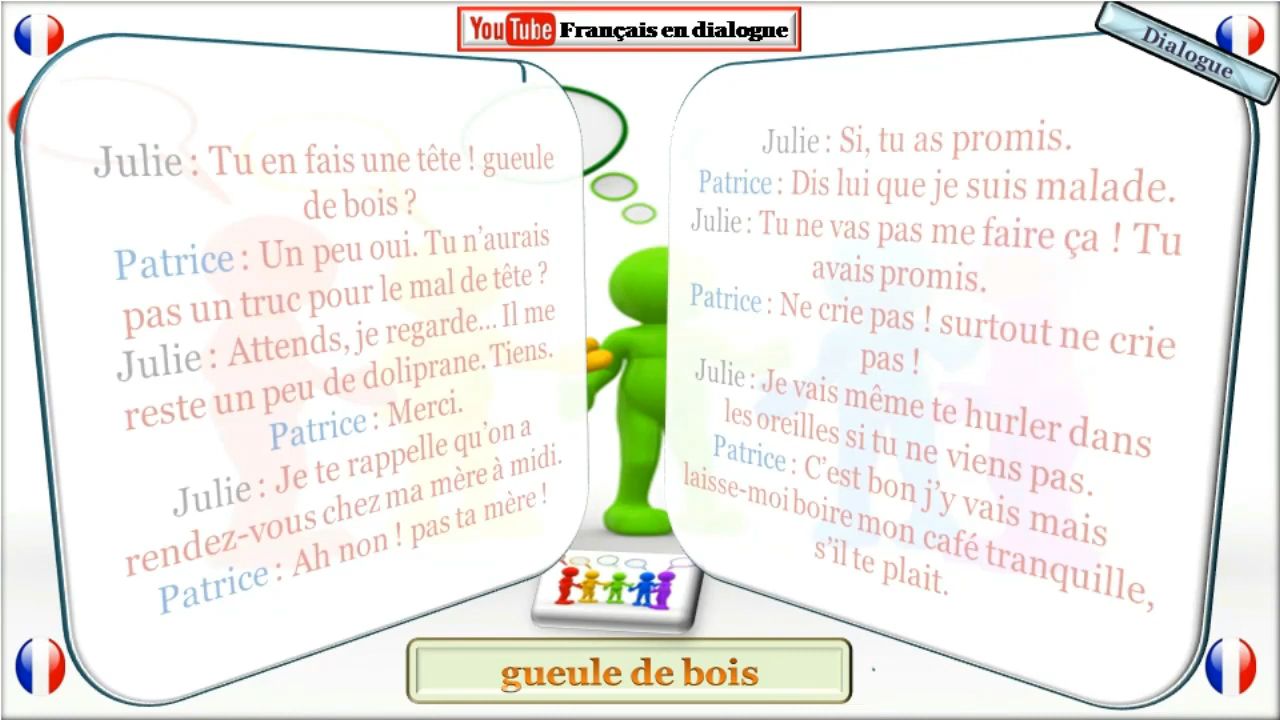 YouTube Français en dialogue
Dialogue
Julie : Tu en fais une tête ! gueule
de bois ?
Patrice : Un peu oui. Tu n’aurais
pas un truc pour le mal de tête ?
Julie : Attends, je regarde... Il me
reste un peu de doliprane. Tiens.
Patrice : Merci.
Julie : Je te rappelle qu’on a
rendez-vous chez ma mère à midi.
Patrice : Ah non ! pas ta mère !
Julie : Si, tu as promis.
Patrice : Dis lui que je suis malade.
Julie : Tu ne vas pas me faire ça ! Tu
avais promis.
Patrice : Ne crie pas ! surtout ne crie
pas !
Julie : Je vais même te hurler dans
les oreilles si tu ne viens pas.
Patrice : C’est bon j’y vais mais
laisse-moi boire mon café tranquille,
s’il te plait.
gueule de bois